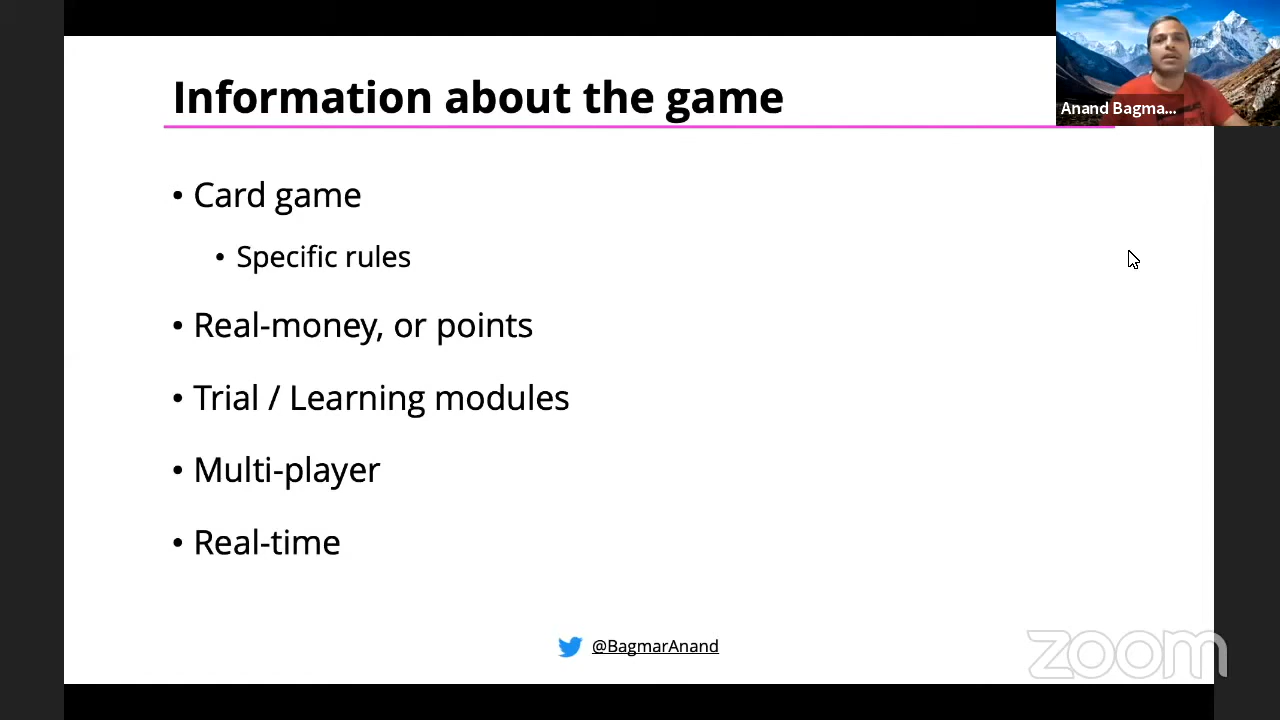 Information about the game
Anand Bagma...
• Card game
• Specific rules
• Real-money, or points
• Trial / Learning modules
• Multi-player
• Real-time
@BagmarAnand
zoom